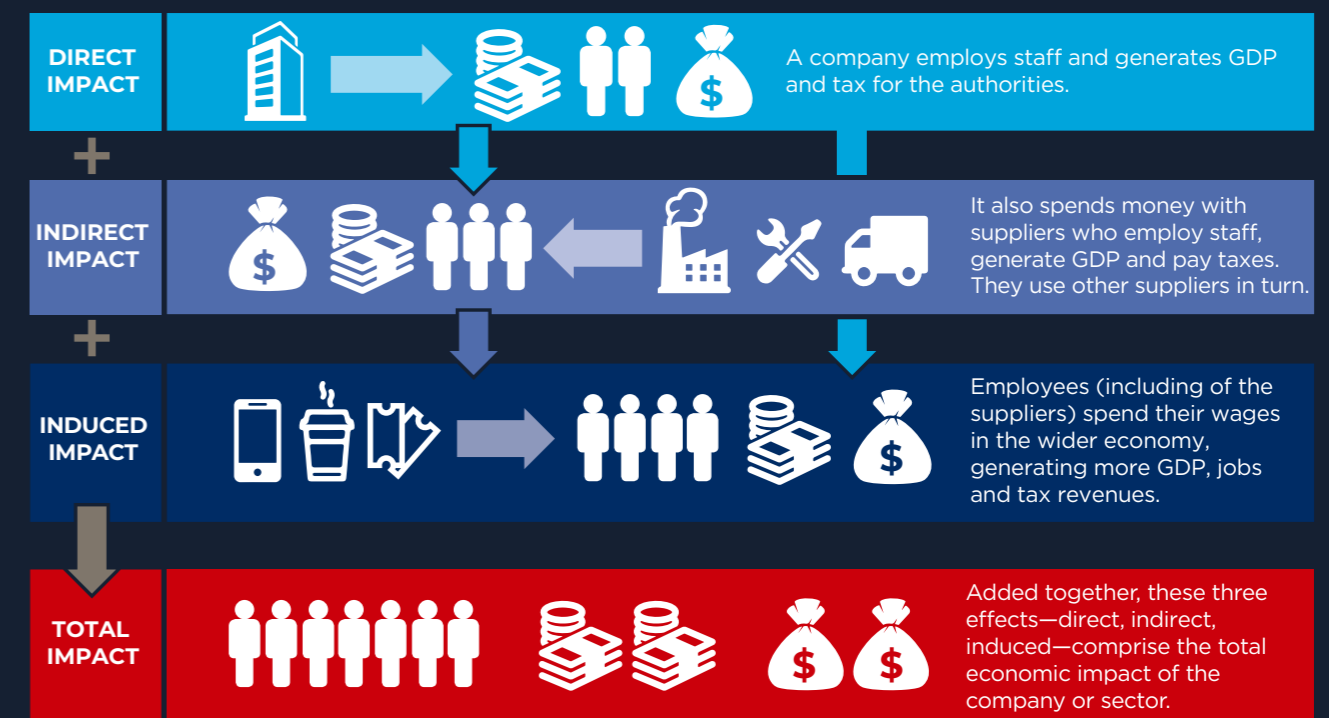 DIRECT
IMPACT
$
A company employs staff and generates GDP
and tax for the authorities.
+
INDIRECT
IMPACT
$
It also spends money with
suppliers who employ staff,
generate GDP and pay taxes.
They use other suppliers in turn.
+
INDUCED
IMPACT
$
Employees (including of the
suppliers) spend their wages
in the wider economy,
generating more GDP, jobs
and tax revenues.
TOTAL
IMPACT
$ $
Added together, these three
effects—direct, indirect,
induced—comprise the total
economic impact of the
company or sector.